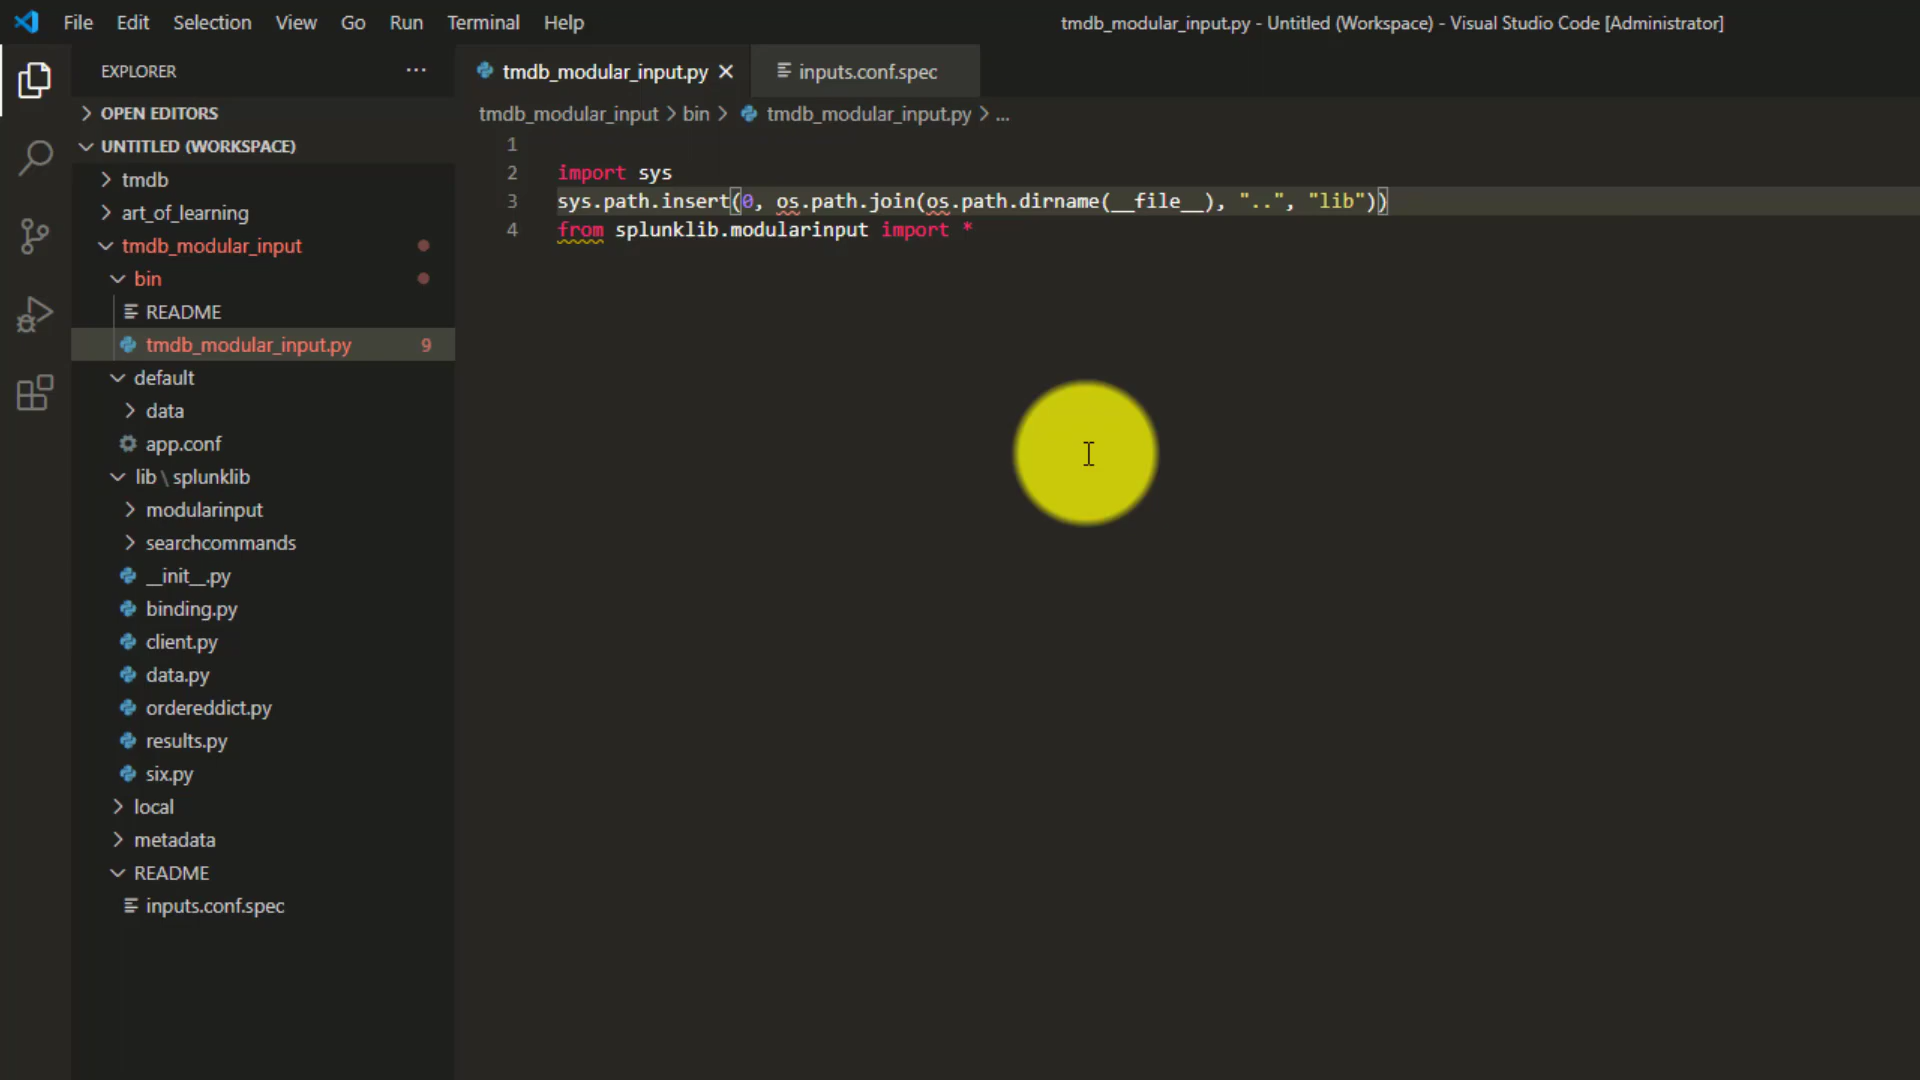 File Edit Selection View Go Run Terminal Help
tmdb_modular_input.py - Untitled (Workspace) - Visual Studio Code [Administrator]
EXPLORER ...
OPEN EDITORS
UNTITLED (WORKSPACE)
tmdb
art_of_learning
tmdb_modular_input
bin
README
tmdb_modular_input.py 9
default
data
app.conf
lib \ splunklib
modularinput
searchcommands
__init__.py
binding.py
client.py
data.py
ordereddict.py
results.py
six.py
local
metadata
README
inputs.conf.spec
tmdb_modular_input.py
inputs.conf.spec
tmdb_modular_input > bin > tmdb_modular_input.py > ...
1
2 import sys
3 sys.path.insert(0, os.path.join(os.path.dirname(__file__), "..", "lib"))
4 from splunklib.modularinput import *